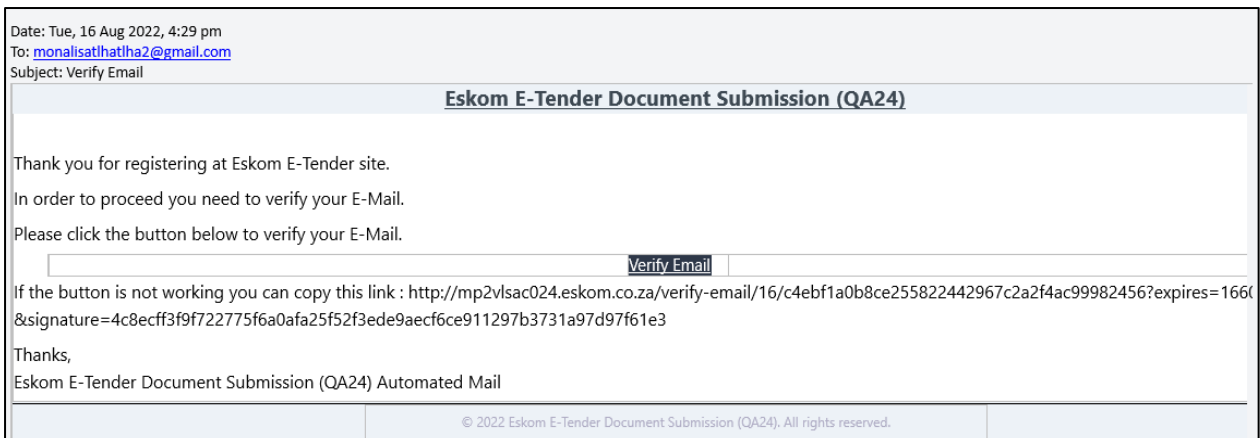 Date: Tue, 16 Aug 2022, 4:29 pm
To: monalisatlhatlha2@gmail.com
Subject: Verify Email
Eskom E-Tender Document Submission (QA24)
Thank you for registering at Eskom E-Tender site.
In order to proceed you need to verify your E-Mail.
Please click the button below to verify your E-Mail.
Verify Email
If the button is not working you can copy this link : http://mp2vlsac024.eskom.co.za/verify-email/16/c4ebf1a0b8ce255822442967c2a2f4ac99982456?expires=1660
&signature=4c8ecff3f9f722775f6a0afa25f52f3ede9aecf6ce911297b3731a97d97f61e3
Thanks,
Eskom E-Tender Document Submission (QA24) Automated Mail
© 2022 Eskom E-Tender Document Submission (QA24). All rights reserved.